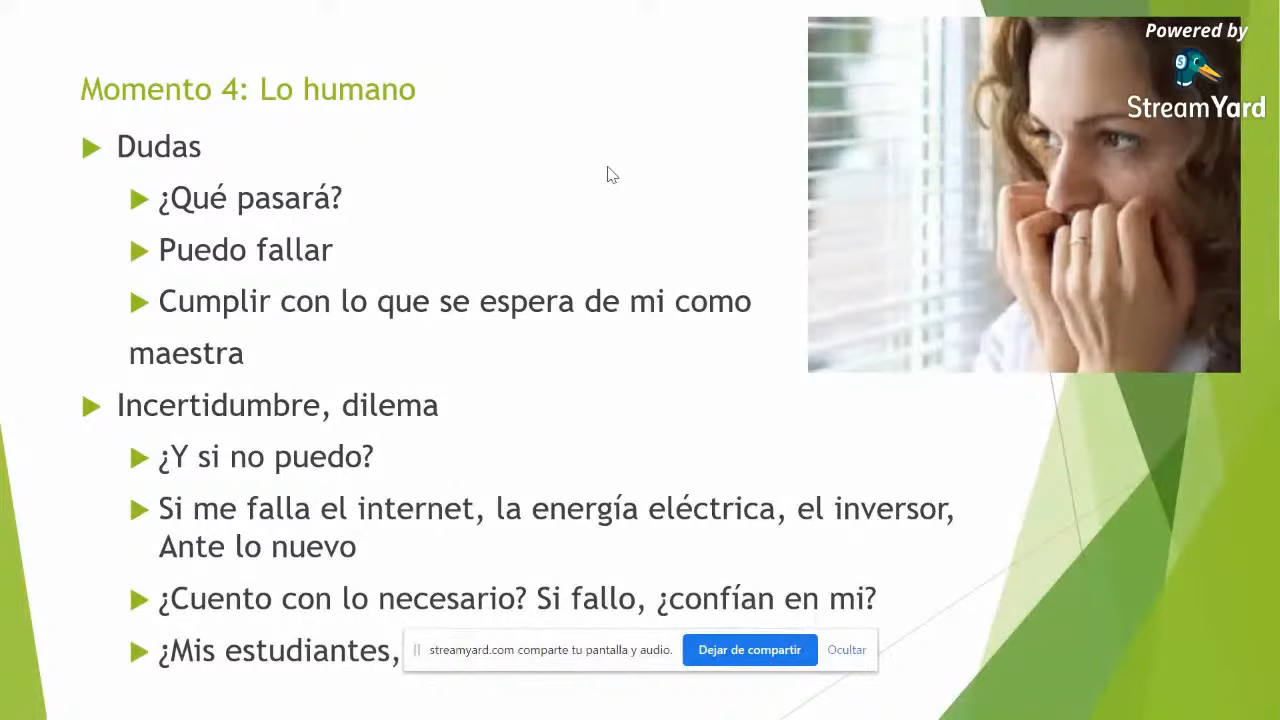 Powered by
StreamYard
Momento 4: Lo humano
Dudas
¿Qué pasará?
Puedo fallar
Cumplir con lo que se espera de mi como
maestra
Incertidumbre, dilema
¿Y si no puedo?
Si me falla el internet, la energía eléctrica, el inversor,
Ante lo nuevo
¿Cuento con lo necesario? Si fallo, ¿confían en mi?
¿Mis estudiantes,
streamyard.com comparte tu pantalla y audio. Dejar de compartir Ocultar